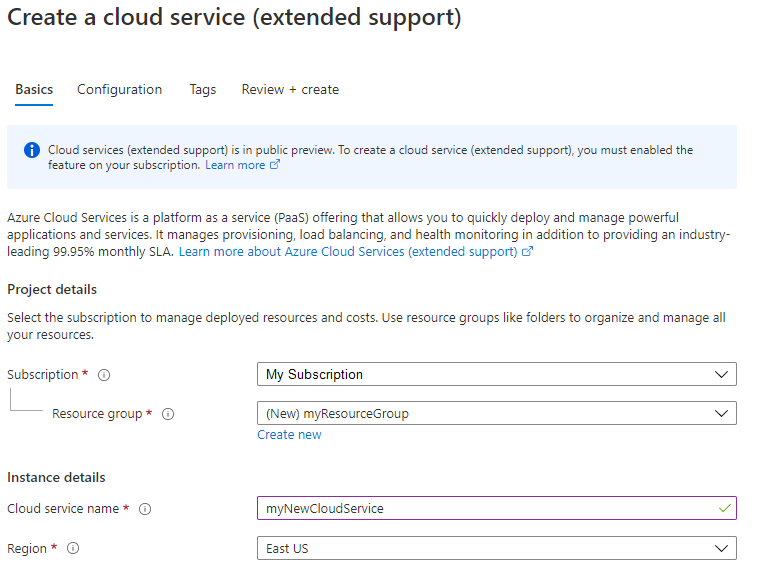 Create a cloud service (extended support)
Basics Configuration Tags Review + create
Cloud services (extended support) is in public preview. To create a cloud service (extended support), you must enabled the
feature on your subscription. Learn more
Azure Cloud Services is a platform as a service (PaaS) offering that allows you to quickly deploy and manage powerful
applications and services. It manages provisioning, load balancing, and health monitoring in addition to providing an industry-
leading 99.95% monthly SLA. Learn more about Azure Cloud Services (extended support)
Project details
Select the subscription to manage deployed resources and costs. Use resource groups like folders to organize and manage all
your resources.
Subscription * My Subscription
Resource group * (New) myResourceGroup
Create new
Instance details
Cloud service name * myNewCloudService
Region * East US